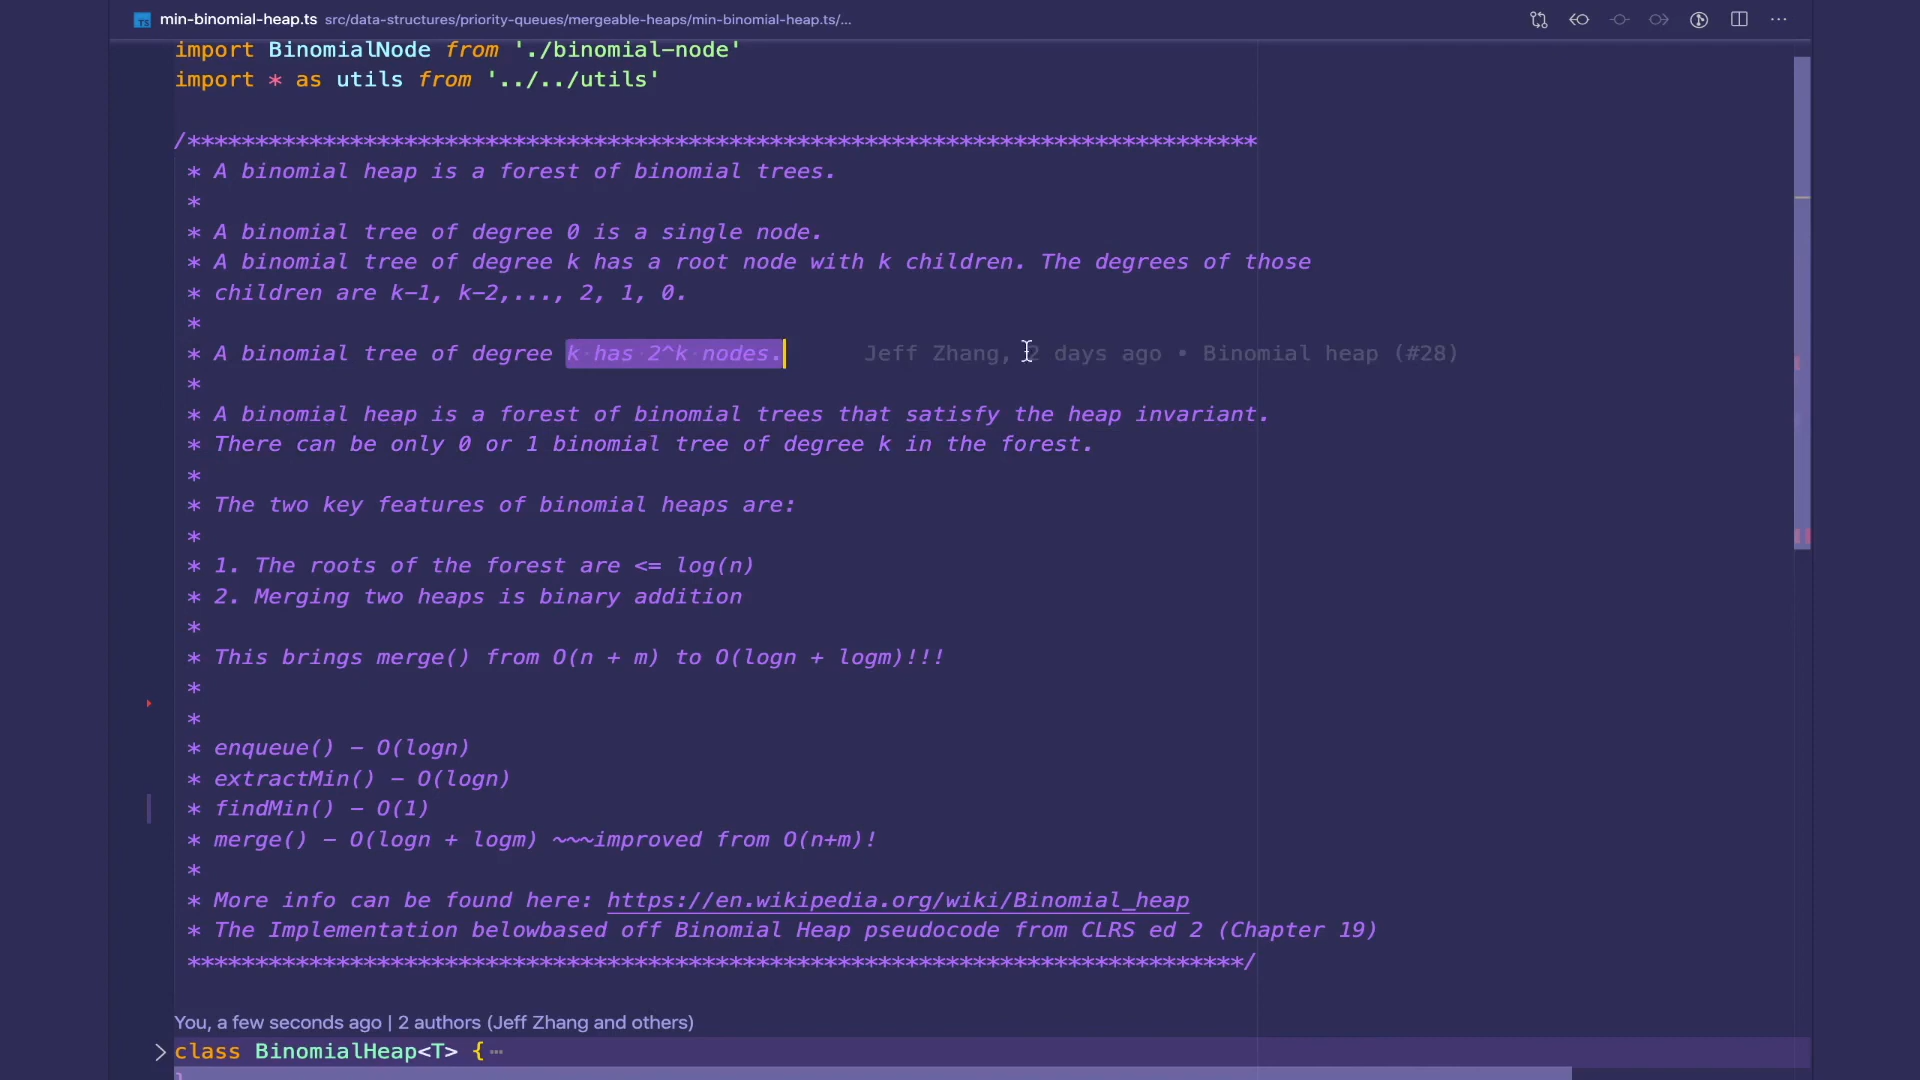 min-binomial-heap.ts src/data-structures/priority-queues/mergeable-heaps/min-binomial-heap.ts/...
import BinomialNode from './binomial-node'
import * as utils from '../../utils'
/*******************************************************************************
* A binomial heap is a forest of binomial trees.
*
* A binomial tree of degree 0 is a single node.
* A binomial tree of degree k has a root node with k children. The degrees of those
* children are k-1, k-2,..., 2, 1, 0.
*
* A binomial tree of degree k has 2^k nodes. Jeff Zhang, 2 days ago • Binomial heap (#28)
*
* A binomial heap is a forest of binomial trees that satisfy the heap invariant.
* There can be only 0 or 1 binomial tree of degree k in the forest.
*
* The two key features of binomial heaps are:
*
* 1. The roots of the forest are <= log(n)
* 2. Merging two heaps is binary addition
*
* This brings merge() from O(n + m) to O(logn + logm)!!!
*
*
* enqueue() - O(logn)
* extractMin() - O(logn)
* findMin() - O(1)
* merge() - O(logn + logm) ~~~improved from O(n+m)!
*
* More info can be found here: https://en.wikipedia.org/wiki/Binomial_heap
* The Implementation belowbased off Binomial Heap pseudocode from CLRS ed 2 (Chapter 19)
******************************************************************************/
You, a few seconds ago | 2 authors (Jeff Zhang and others)
class BinomialHeap<T> {